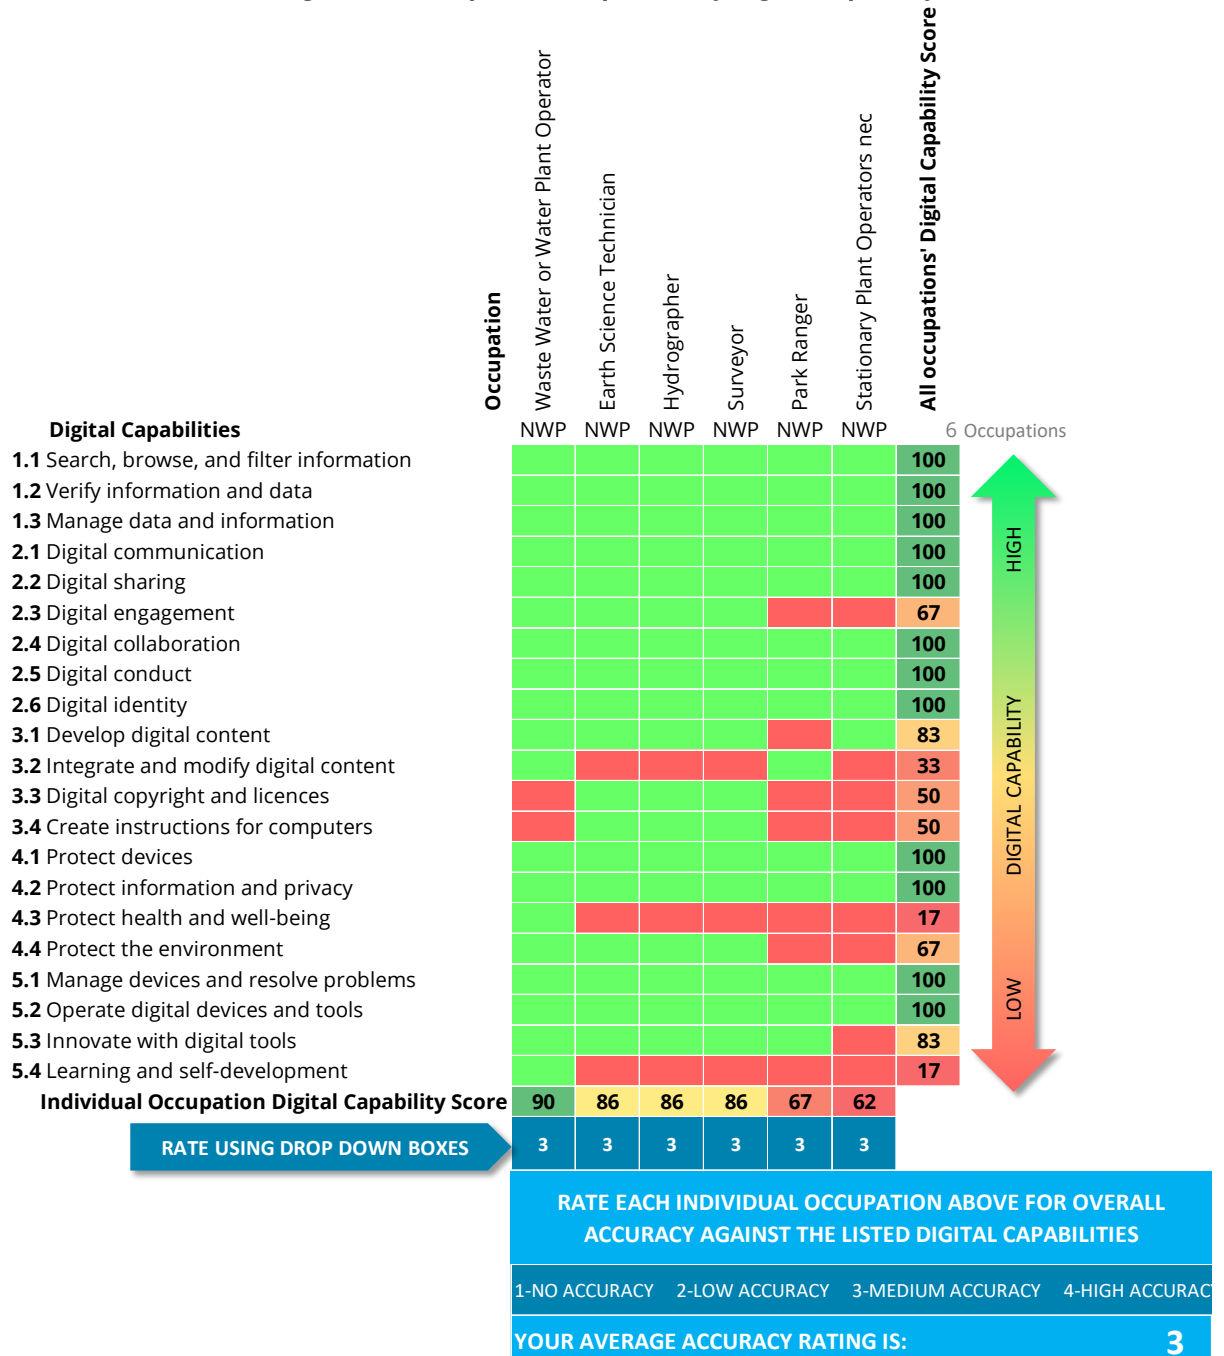 Occupation
Waste Water or Water Plant Operator
Earth Science Technician
Hydrographer
Surveyor
Park Ranger
Stationary Plant Operators nec
All occupations' Digital Capability Score
Digital Capabilities NWP NWP NWP NWP NWP NWP 6 Occupations
1.1 Search, browse, and filter information 100
1.2 Verify information and data 100
1.3 Manage data and information 100
2.1 Digital communication 100
2.2 Digital sharing 100
2.3 Digital engagement 67
2.4 Digital collaboration 100
2.5 Digital conduct 100
2.6 Digital identity 100
3.1 Develop digital content 83
3.2 Integrate and modify digital content 33
3.3 Digital copyright and licences 50
3.4 Create instructions for computers 50
4.1 Protect devices 100
4.2 Protect information and privacy 100
4.3 Protect health and well-being 17
4.4 Protect the environment 67
5.1 Manage devices and resolve problems 100
5.2 Operate digital devices and tools 100
5.3 Innovate with digital tools 83
5.4 Learning and self-development 17
HIGH
DIGITAL CAPABILITY
LOW
Individual Occupation Digital Capability Score 90 86 86 86 67 62
RATE USING DROP DOWN BOXES 3 3 3 3 3 3
RATE EACH INDIVIDUAL OCCUPATION ABOVE FOR OVERALL
ACCURACY AGAINST THE LISTED DIGITAL CAPABILITIES
1-NO ACCURACY 2-LOW ACCURACY 3-MEDIUM ACCURACY 4-HIGH ACCURAC
YOUR AVERAGE ACCURACY RATING IS: 3